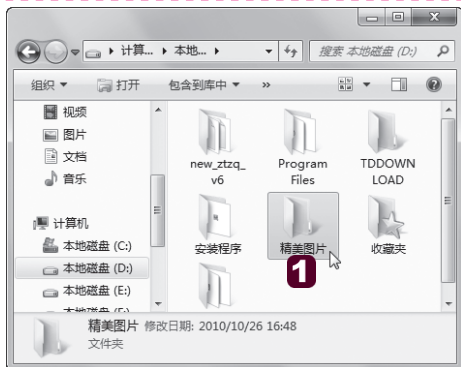 计算... 本地... 搜索 本地磁盘 (D:)
组织 打开 包含到库中 »
视频
图片
文档
音乐
计算机
本地磁盘 (C:)
本地磁盘 (D:)
本地磁盘 (E:)
本地磁盘 (F:)
new_ztzq_
v6
Program
Files
TDDOWN
LOAD
安装程序
精美图片
收藏夹
1
精美图片 修改日期: 2010/10/26 16:48
文件夹